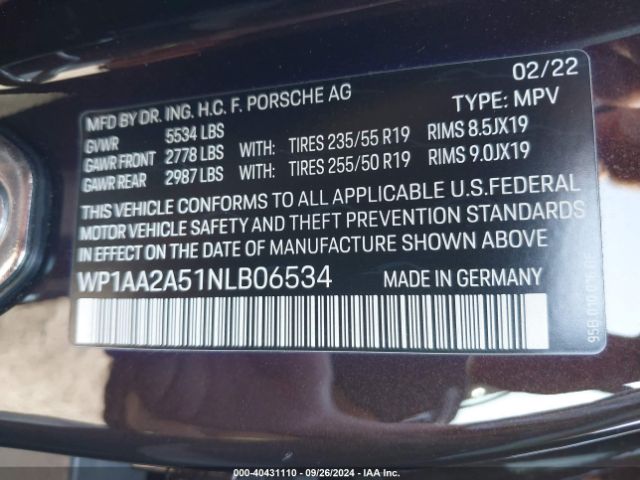 02/22
MFD BY DR. ING. H.C. F. PORSCHE AG
TYPE: MPV
GVWR 5534 LBS
GAWR FRONT 2778 LBS WITH: TIRES 235/55 R19 RIMS 8.5JX19
GAWR REAR 2987 LBS WITH: TIRES 255/50 R19 RIMS 9.0JX19
THIS VEHICLE CONFORMS TO ALL APPLICABLE U.S.FEDERAL
MOTOR VEHICLE SAFETY AND THEFT PREVENTION STANDARDS
IN EFFECT ON THE DATE OF MANUFACTURE SHOWN ABOVE
WP1AA2A51NLB06534 MADE IN GERMANY
000-40431110 | 09/26/2024 | IAA Inc.